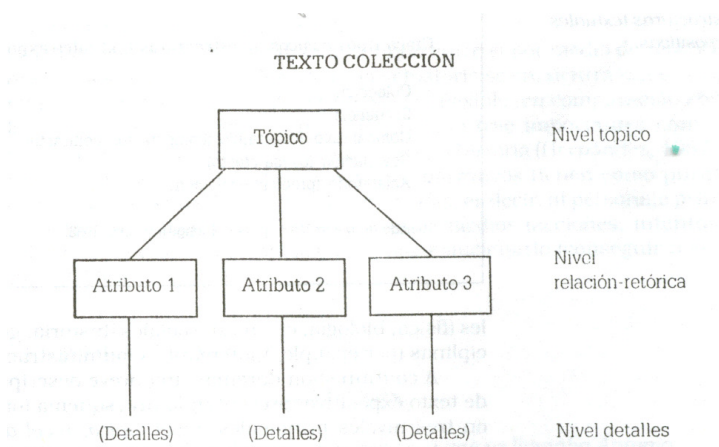 TEXTO COLECCIÓN
Tópico
Nivel tópico
Atributo 1
Atributo 2
Atributo 3
Nivel
relación-retórica
(Detalles)
(Detalles)
(Detalles)
Nivel detalles